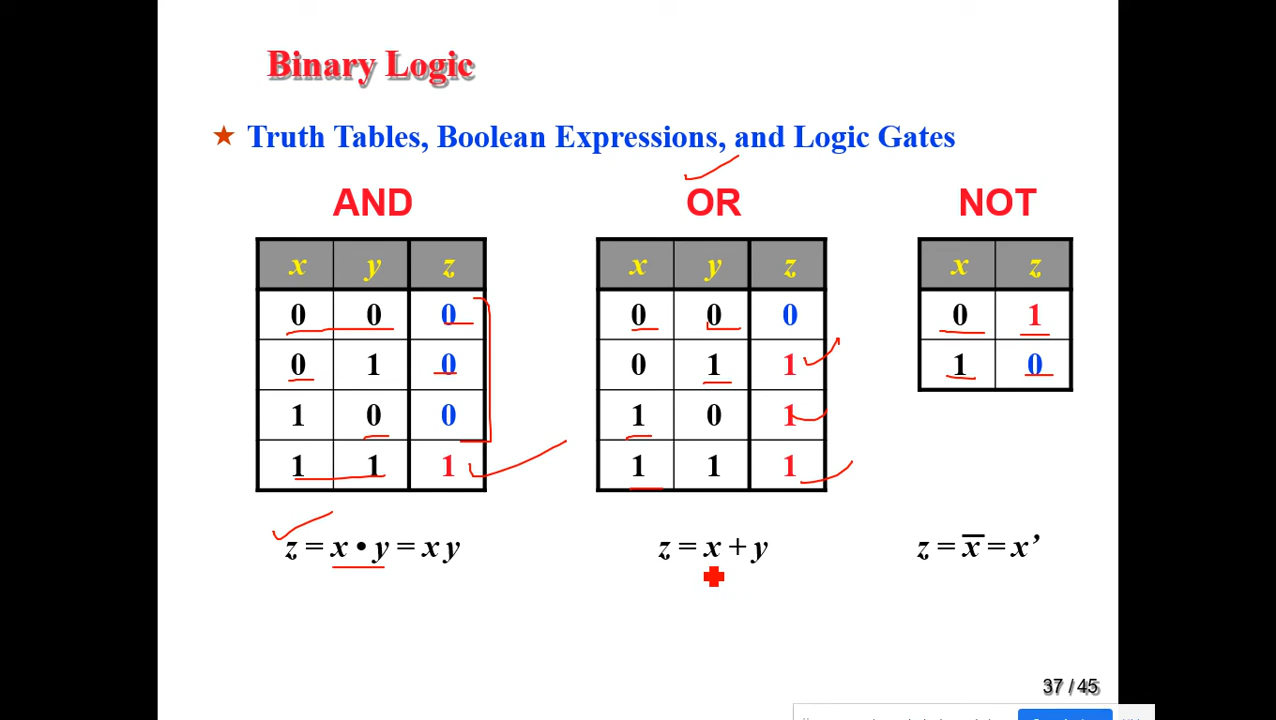 Binary Logic
★ Truth Tables, Boolean Expressions, and Logic Gates
AND OR NOT
x y z x y z x z
0 0 0 0 0 0 0 1
0 1 0 0 1 1 1 0
1 0 0 1 0 1
1 1 1 1 1 1
z = x • y = x y z = x + y z = x̅ = x’
37 / 45